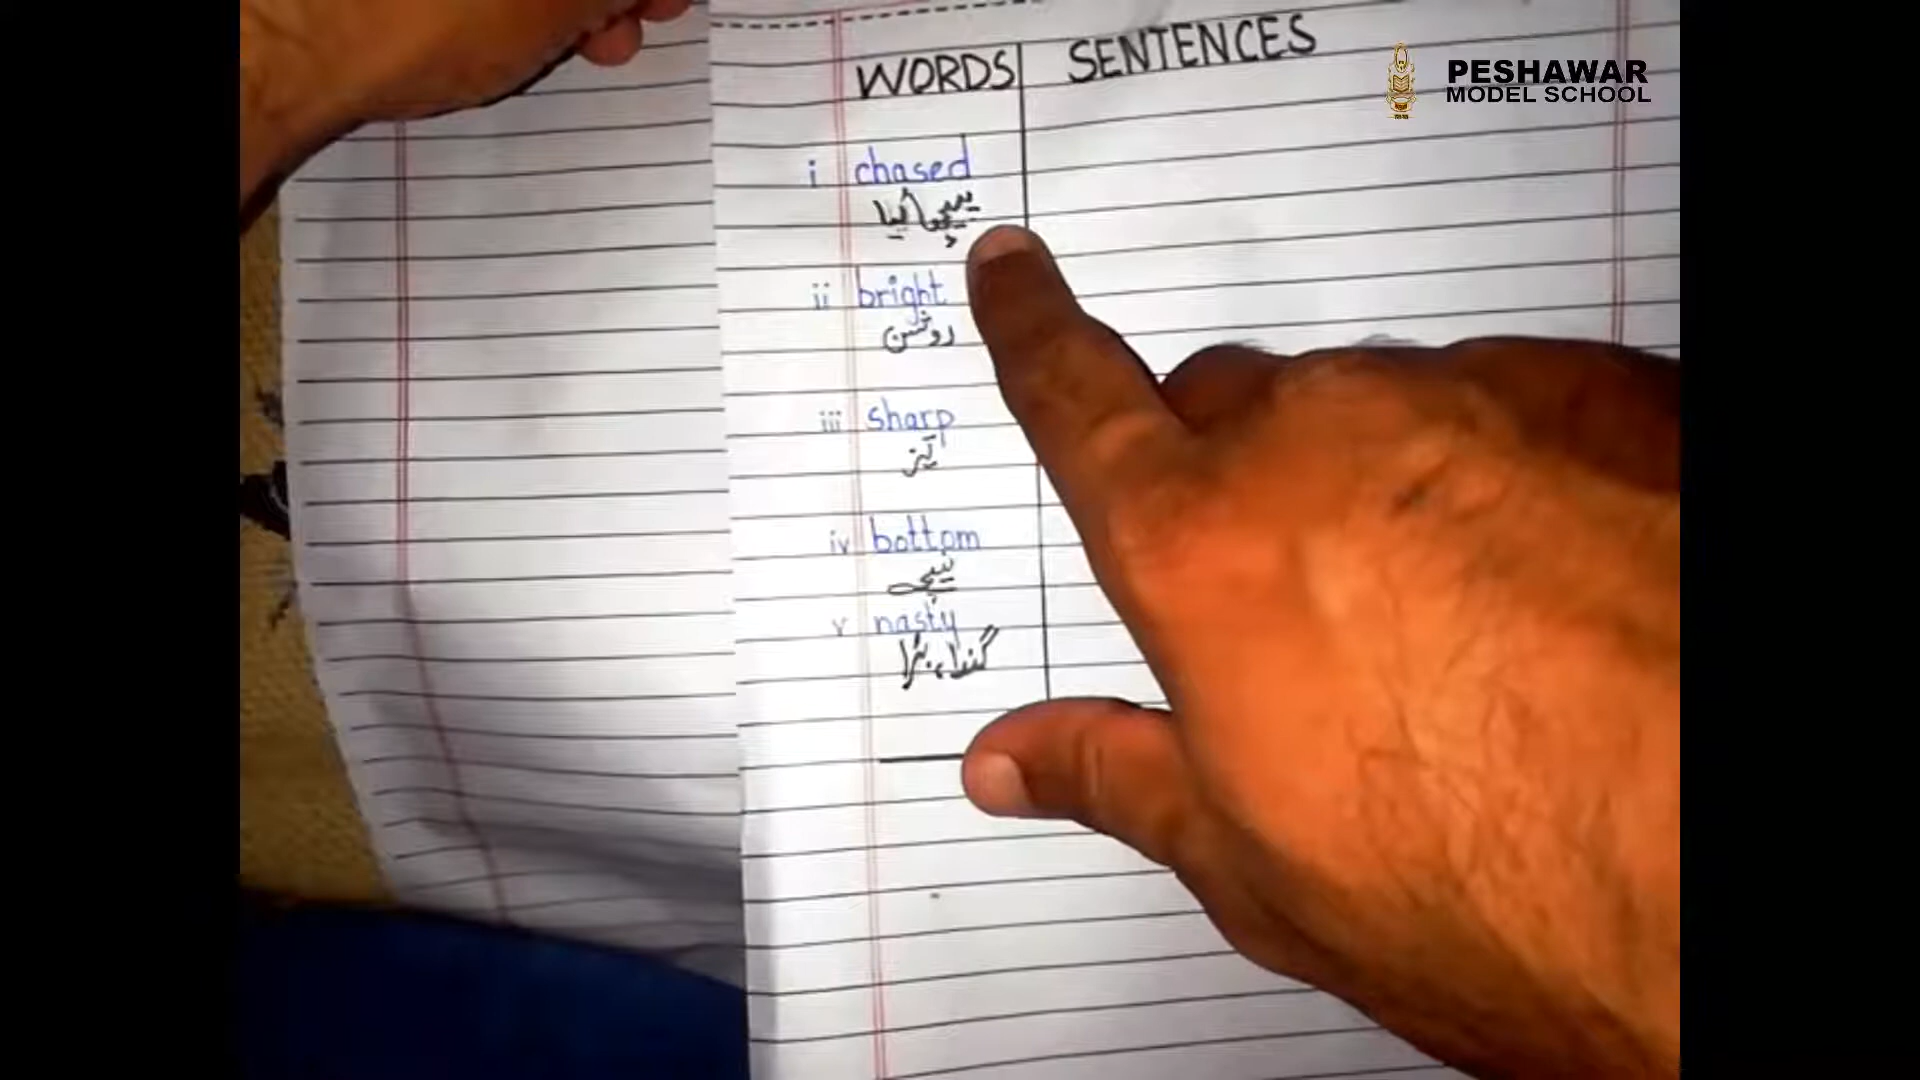 WORDS SENTENCES
PESHAWAR
MODEL SCHOOL
i chased
پیچھا کیا
ii bright
روشن
iii sharp
تیز
iv bottom
نیچے
v nasty
گندا، بُرا